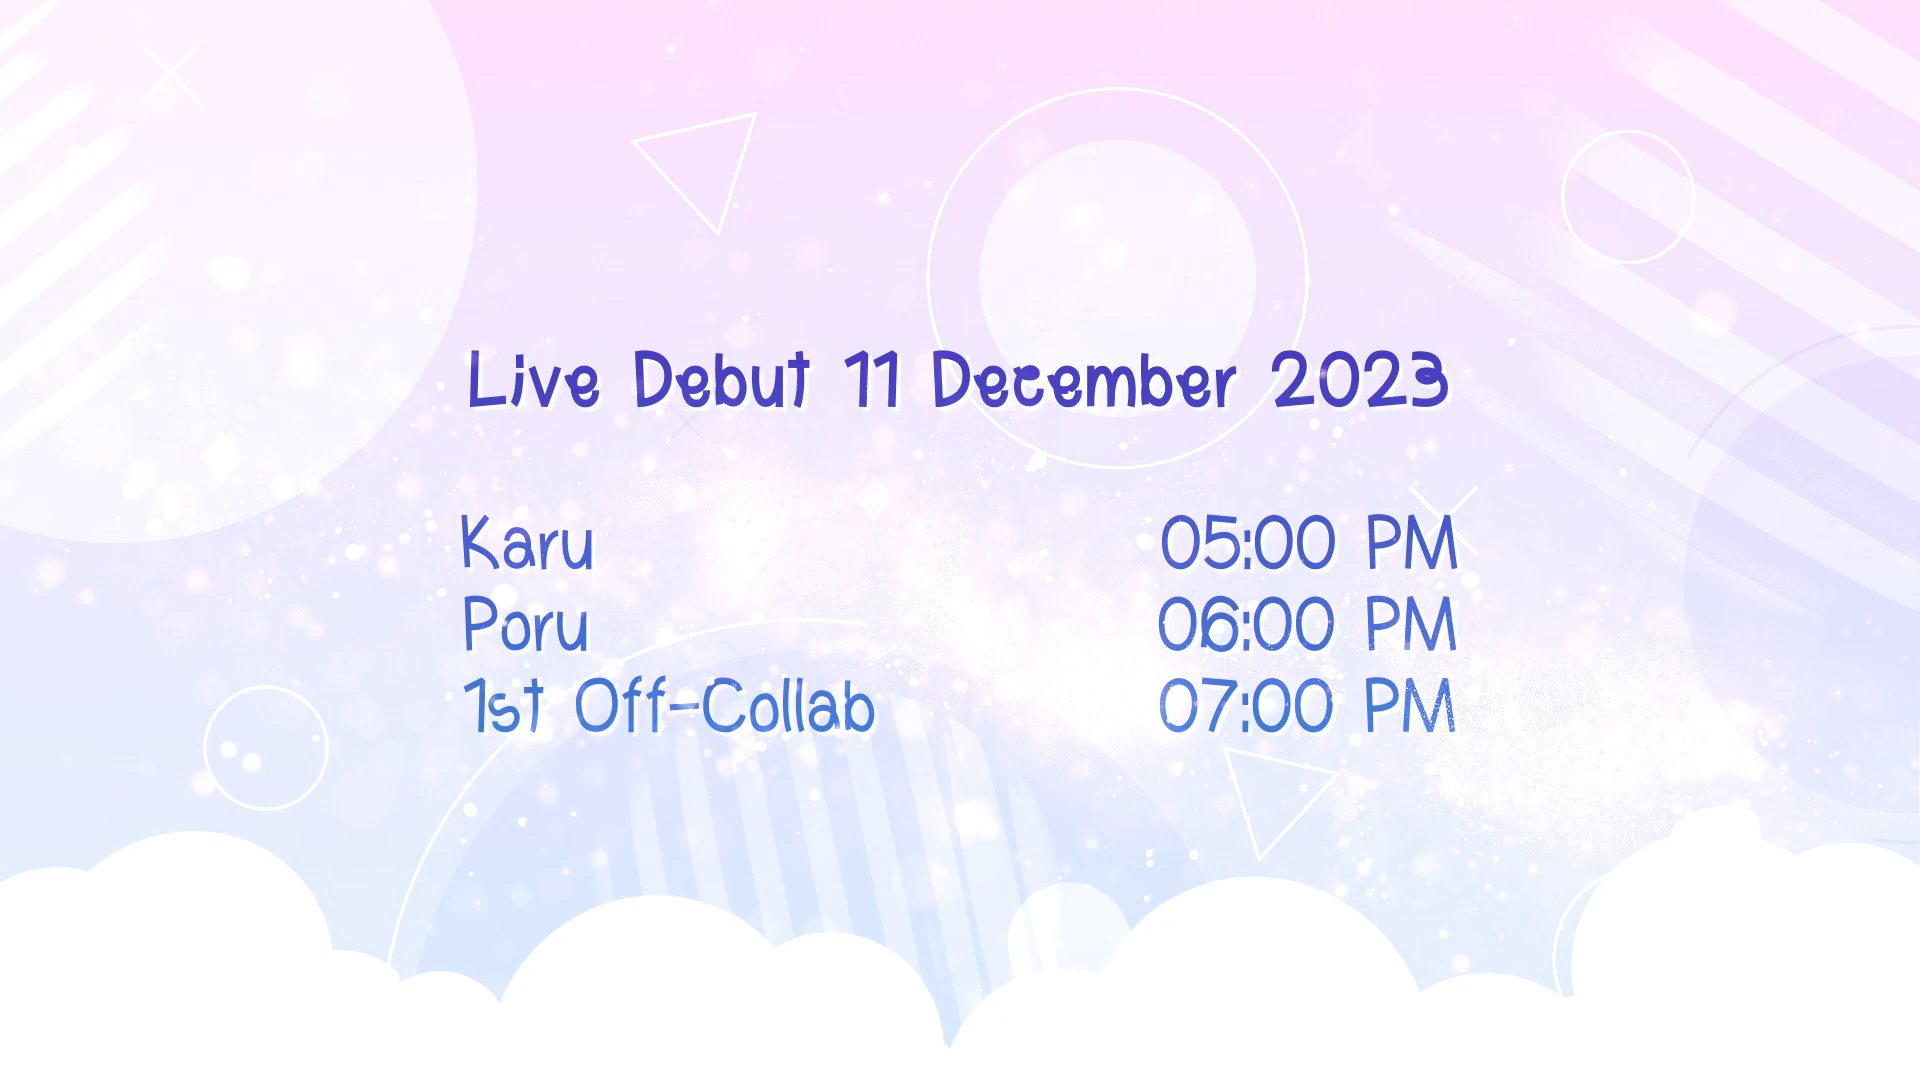 Live Debut 11 December 2023
Karu 05:00 PM
Poru 06:00 PM
1st Off-Collab 07:00 PM